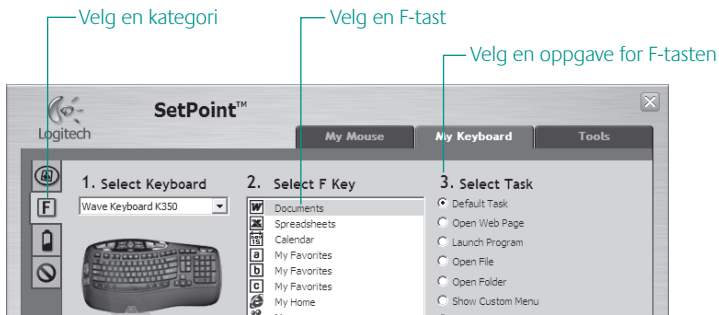 Velg en kategori
Velg en F-tast
Velg en oppgave for F-tasten
Logitech
SetPoint™
My Mouse
My Keyboard
Tools
1. Select Keyboard
Wave Keyboard K350
2. Select F Key
Documents
Spreadsheets
Calendar
My Favorites
My Favorites
My Favorites
My Home
3. Select Task
Default Task
Open Web Page
Launch Program
Open File
Open Folder
Show Custom Menu